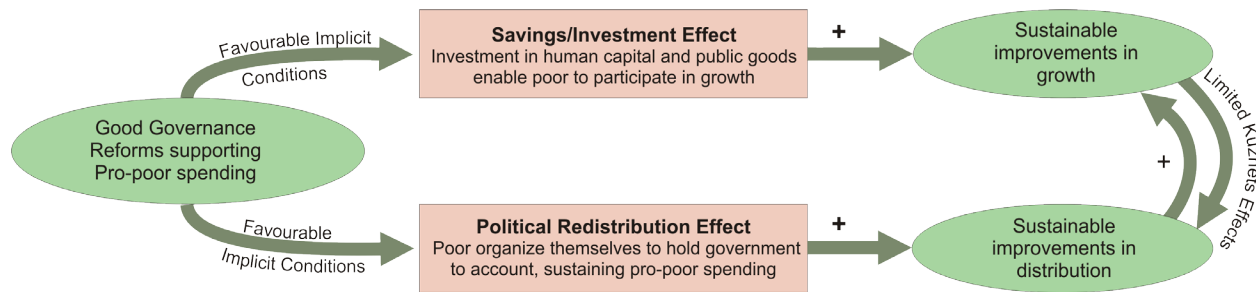 Favourable Implicit
Conditions
Savings/Investment Effect
Investment in human capital and public goods
enable poor to participate in growth
+
Sustainable
improvements in
growth
Good Governance
Reforms supporting
Pro-poor spending
Limited Kuznets Effects
+
Favourable
Implicit Conditions
Political Redistribution Effect
Poor organize themselves to hold government
to account, sustaining pro-poor spending
+
Sustainable
improvements in
distribution